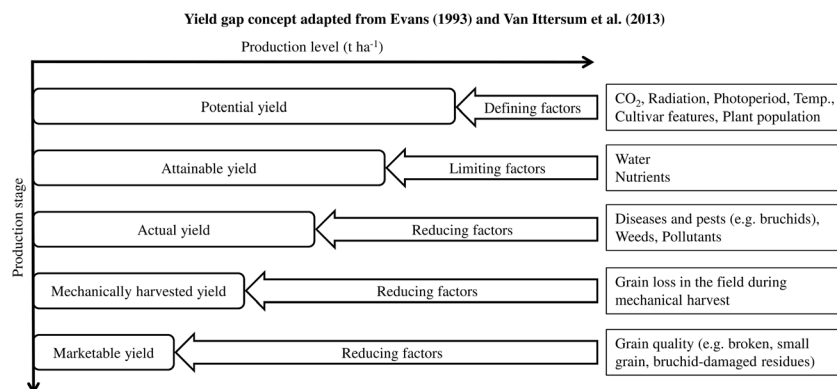 Yield gap concept adapted from Evans (1993) and Van Ittersum et al. (2013)
Production level (t ha⁻¹)
Production stage
Potential yield
Defining factors
CO₂, Radiation, Photoperiod, Temp.,
Cultivar features, Plant population
Attainable yield
Limiting factors
Water
Nutrients
Actual yield
Reducing factors
Diseases and pests (e.g. bruchids),
Weeds, Pollutants
Mechanically harvested yield
Reducing factors
Grain loss in the field during
mechanical harvest
Marketable yield
Reducing factors
Grain quality (e.g. broken, small
grain, bruchid-damaged residues)